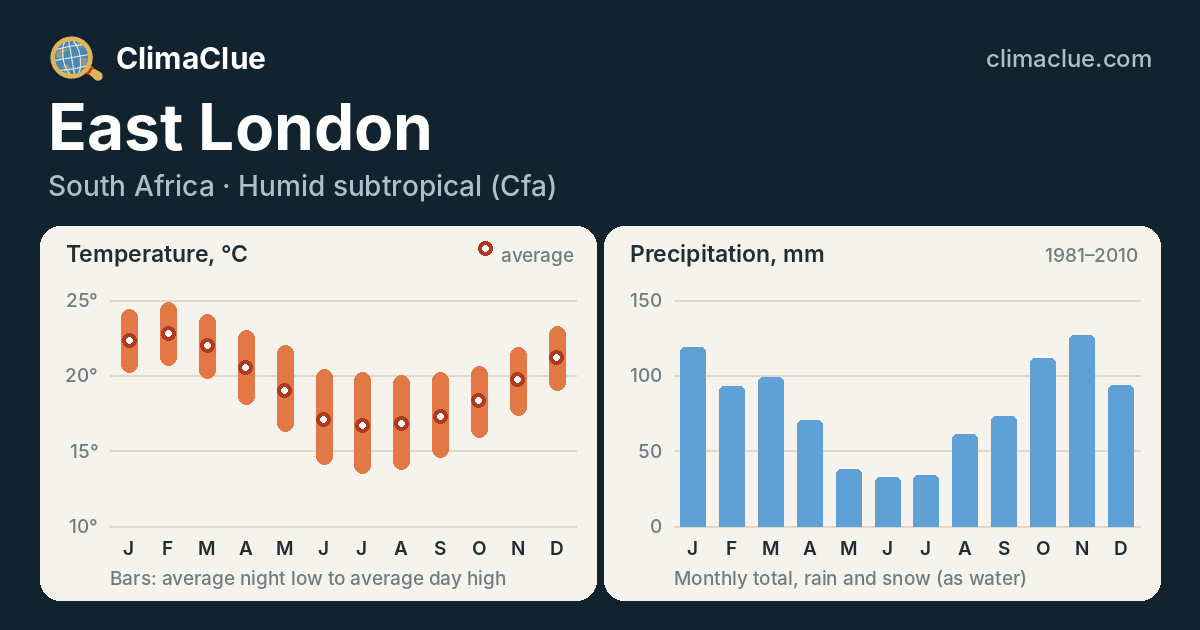 ClimaClue
climaclue.com
East London
South Africa · Humid subtropical (Cfa)
Temperature, °C
average
25°
20°
15°
10°
J F M A M J J A S O N D
Bars: average night low to average day high
Precipitation, mm
1981–2010
150
100
50
0
J F M A M J J A S O N D
Monthly total, rain and snow (as water)